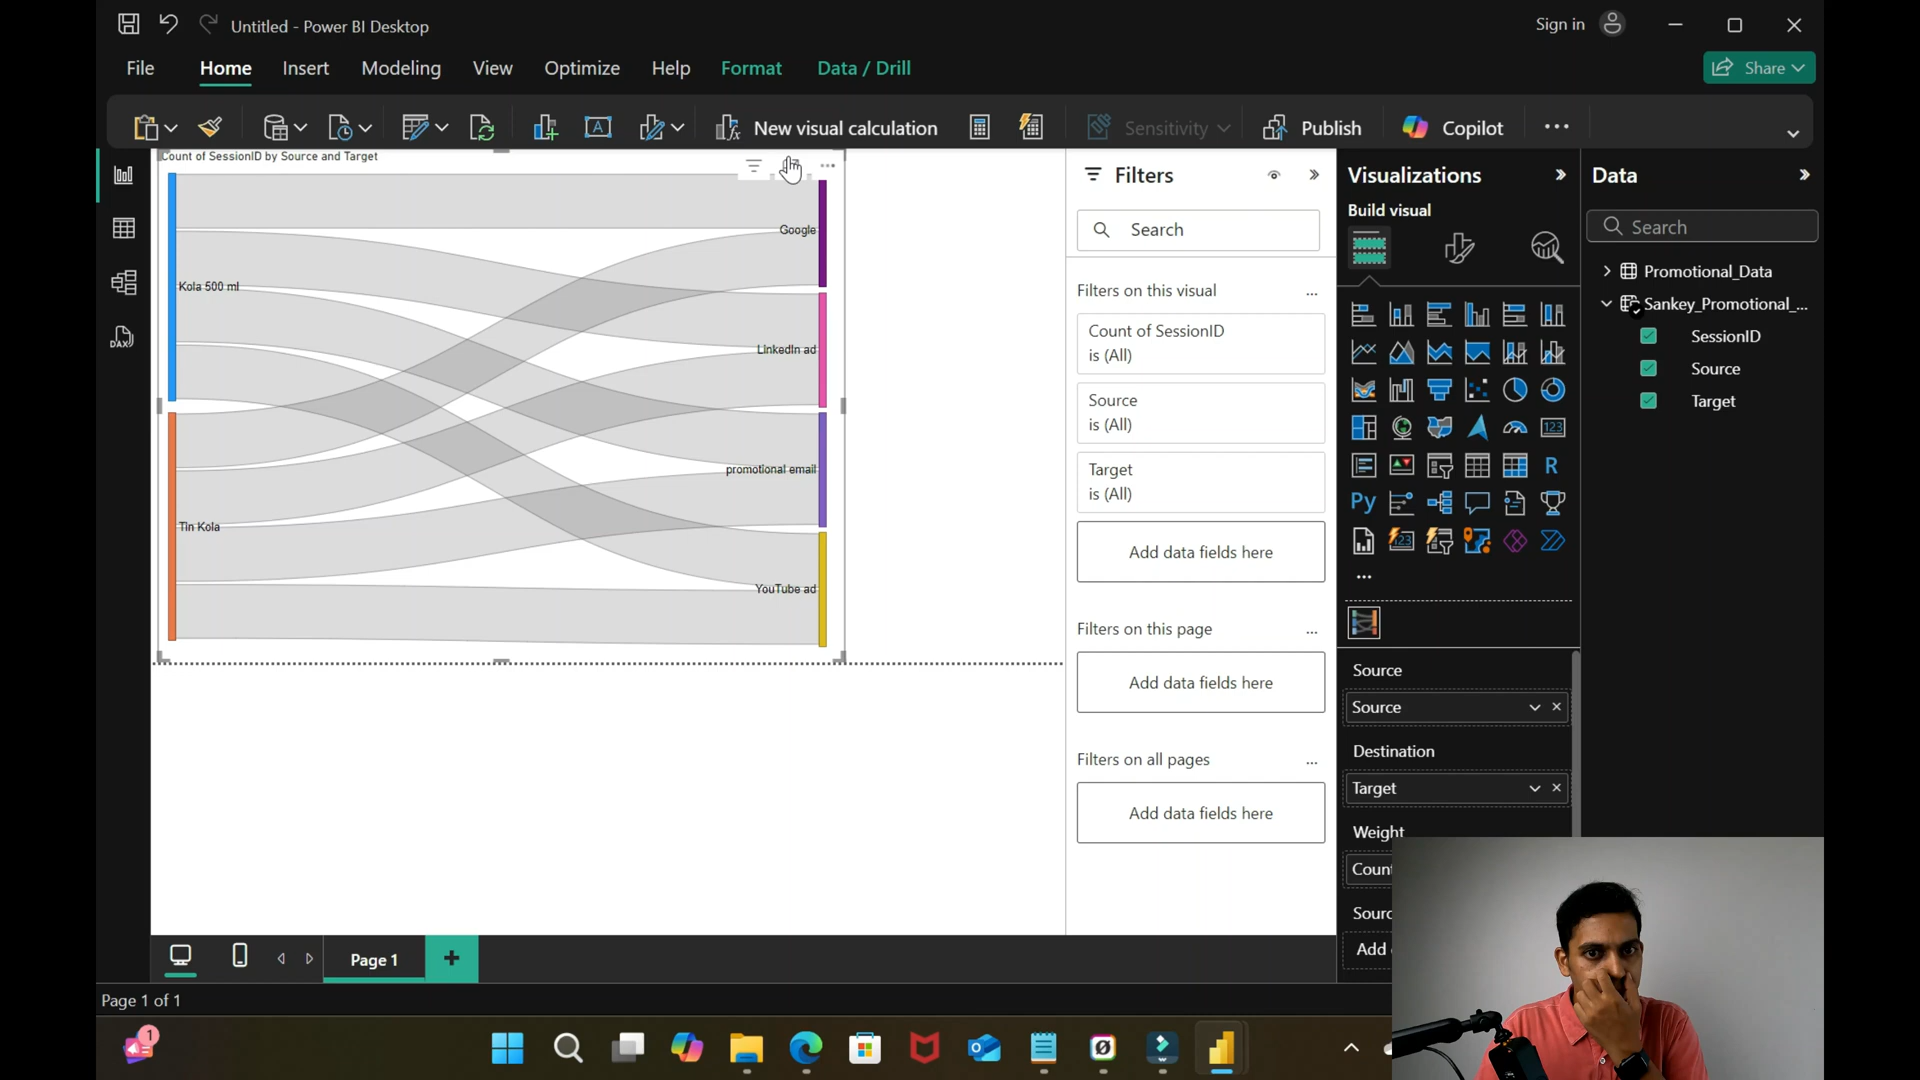 Untitled - Power BI Desktop
Sign in
File
Home
Insert
Modeling
View
Optimize
Help
Format
Data / Drill
Share
New visual calculation
Sensitivity
Publish
Copilot
Count of SessionID by Source and Target
Google
Kola 500 ml
LinkedIn ad
promotional email
Tin Kola
YouTube ad
Filters
Search
Filters on this visual
Count of SessionID
is (All)
Source
is (All)
Target
is (All)
Add data fields here
Filters on this page
Add data fields here
Filters on all pages
Add data fields here
Visualizations
Build visual
123
R
Py
123
Source
Source
Destination
Target
Weight
Count
Sourc
Add
Data
Search
Promotional_Data
Sankey_Promotional_...
SessionID
Source
Target
DAX
Page 1
Page 1 of 1
1